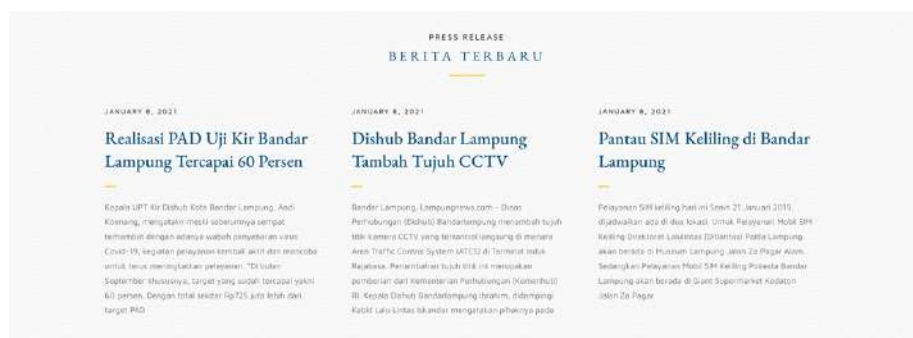 PRESS RELEASE
BERITA TERBARU
JANUARY 8, 2021
Realisasi PAD Uji Kir Bandar
Lampung Tercapai 60 Persen
Kepala UPT Kir Dishub Kota Bandar Lampung, Andi
Koenang, mengatakan meski sebelumnya sempat
terhambat dengan adanya wabah penyebaran virus
Covid-19, kegiatan pelayanan kembali aktif dan mencoba
untuk terus meningkatkan pelayanan. "Di bulan
September khususnya, target yang sudah tercapai yakni
60 persen. Dengan total sekitar Rp725 juta lebih dari
target PAD
JANUARY 8, 2021
Dishub Bandar Lampung
Tambah Tujuh CCTV
Bandar Lampung, Lampungnews.com – Dinas
Perhubungan (Dishub) Bandarlampung menambah tujuh
titik kamera CCTV yang terkontrol langsung di menara
Area Traffic Control System (ATCS) di Terminal Induk
Rajabasa. Penambahan tujuh titik ini merupakan
pemberian dari Kementerian Perhubungan (Kemenhub)
RI. Kepala Dishub Bandarlampung Ibrahim, didampingi
Kabid Lalu Lintas Iskandar mengatakan pihaknya pada
JANUARY 8, 2021
Pantau SIM Keliling di Bandar
Lampung
Pelayanan SIM keliling hari ini Senin 21 Januari 2019,
dijadwalkan ada di dua lokasi. Untuk Pelayanan Mobil SIM
Keliling Direktorat Lalulintas (Ditlantas) Polda Lampung
akan berada di Museum Lampung Jalan Za Pagar Alam.
Sedangkan Pelayanan Mobil SIM Keliling Polresta Bandar
Lampung akan berada di Giant Supermarket Kedaton
Jalan Za Pagar